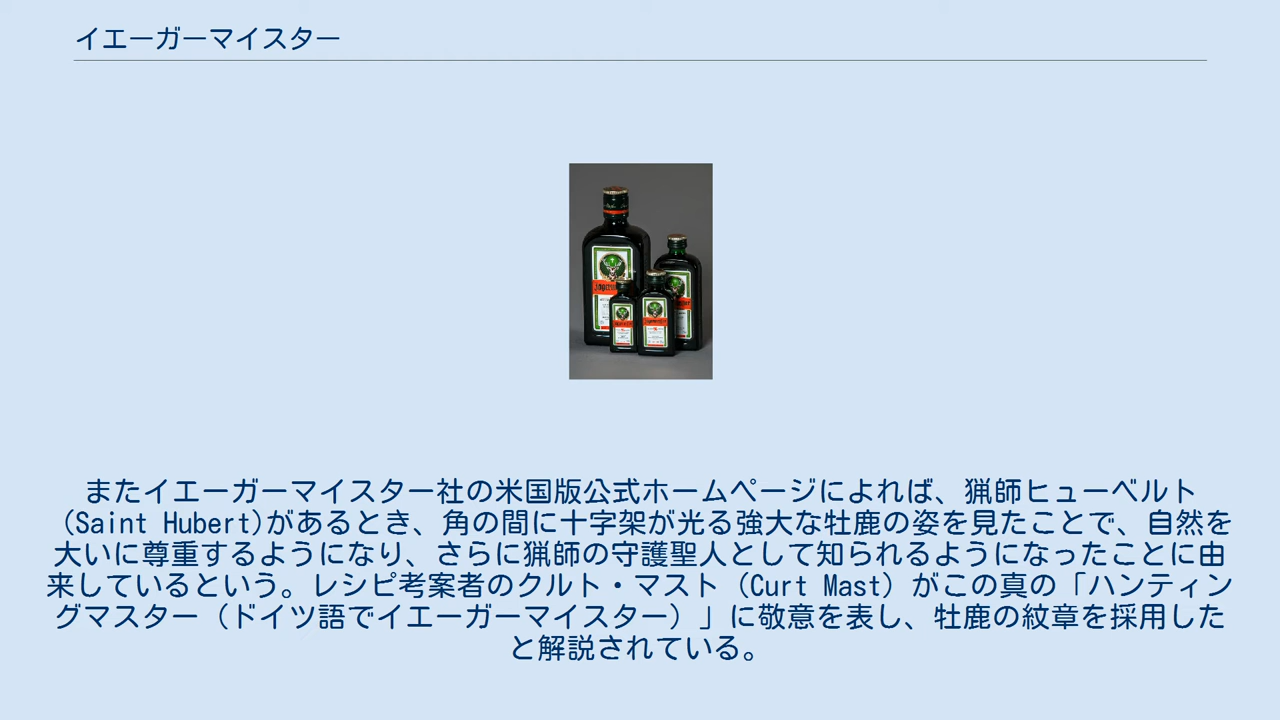 イエーガーマイスター
またイエーガーマイスター社の米国版公式ホームページによれば、猟師ヒューベルト
(Saint Hubert)があるとき、角の間に十字架が光る強大な牡鹿の姿を見たことで、自然を
大いに尊重するようになり、さらに猟師の守護聖人として知られるようになったことに由
来しているという。レシピ考案者のクルト・マスト（Curt Mast）がこの真の「ハンティン
グマスター（ドイツ語でイエーガーマイスター）」に敬意を表し、牡鹿の紋章を採用した
と解説されている。